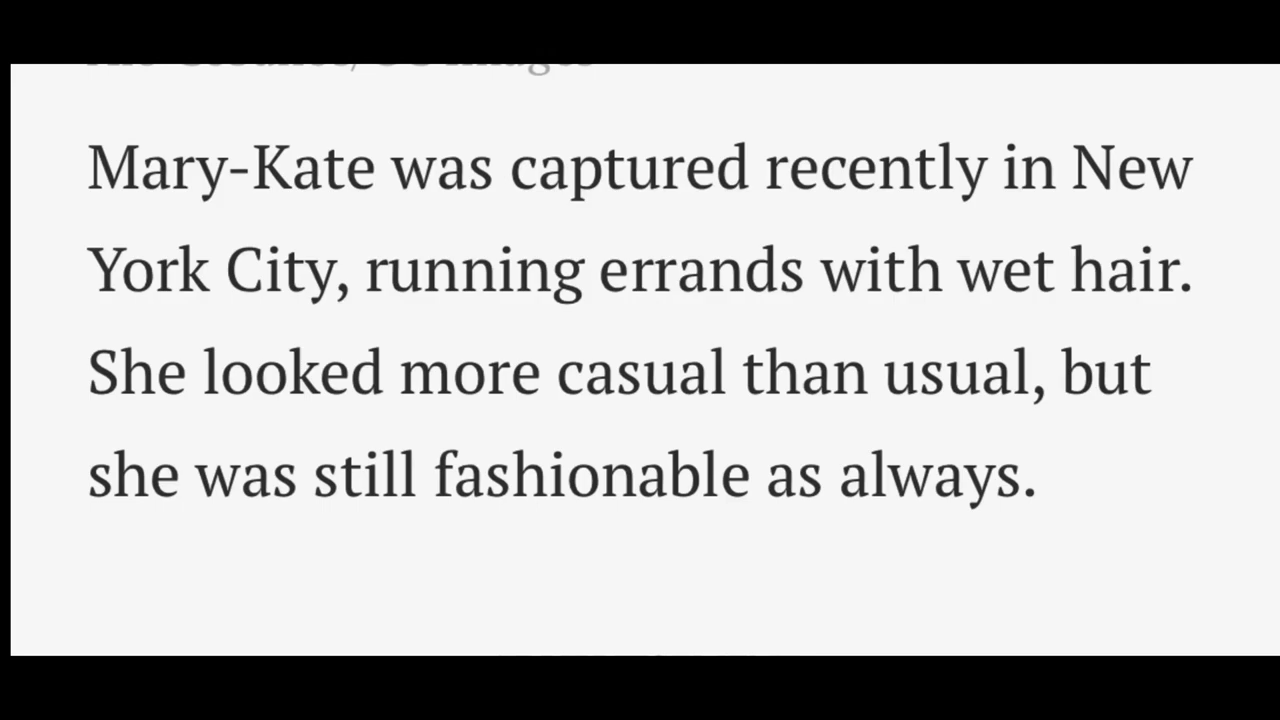 Mary-Kate was captured recently in New
York City, running errands with wet hair.
She looked more casual than usual, but
she was still fashionable as always.